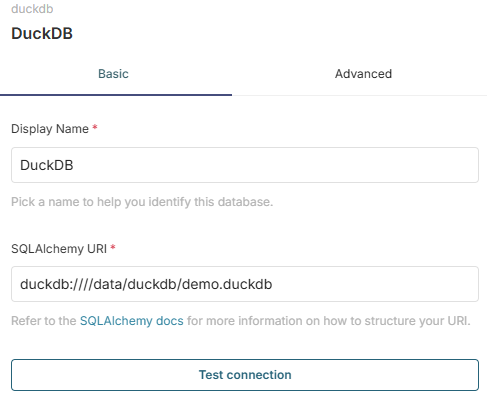 duckdb
DuckDB
Basic
Advanced
Display Name *
DuckDB
Pick a name to help you identify this database.
SQLAlchemy URI *
duckdb:////data/duckdb/demo.duckdb
Refer to the SQLAlchemy docs for more information on how to structure your URI.
Test connection